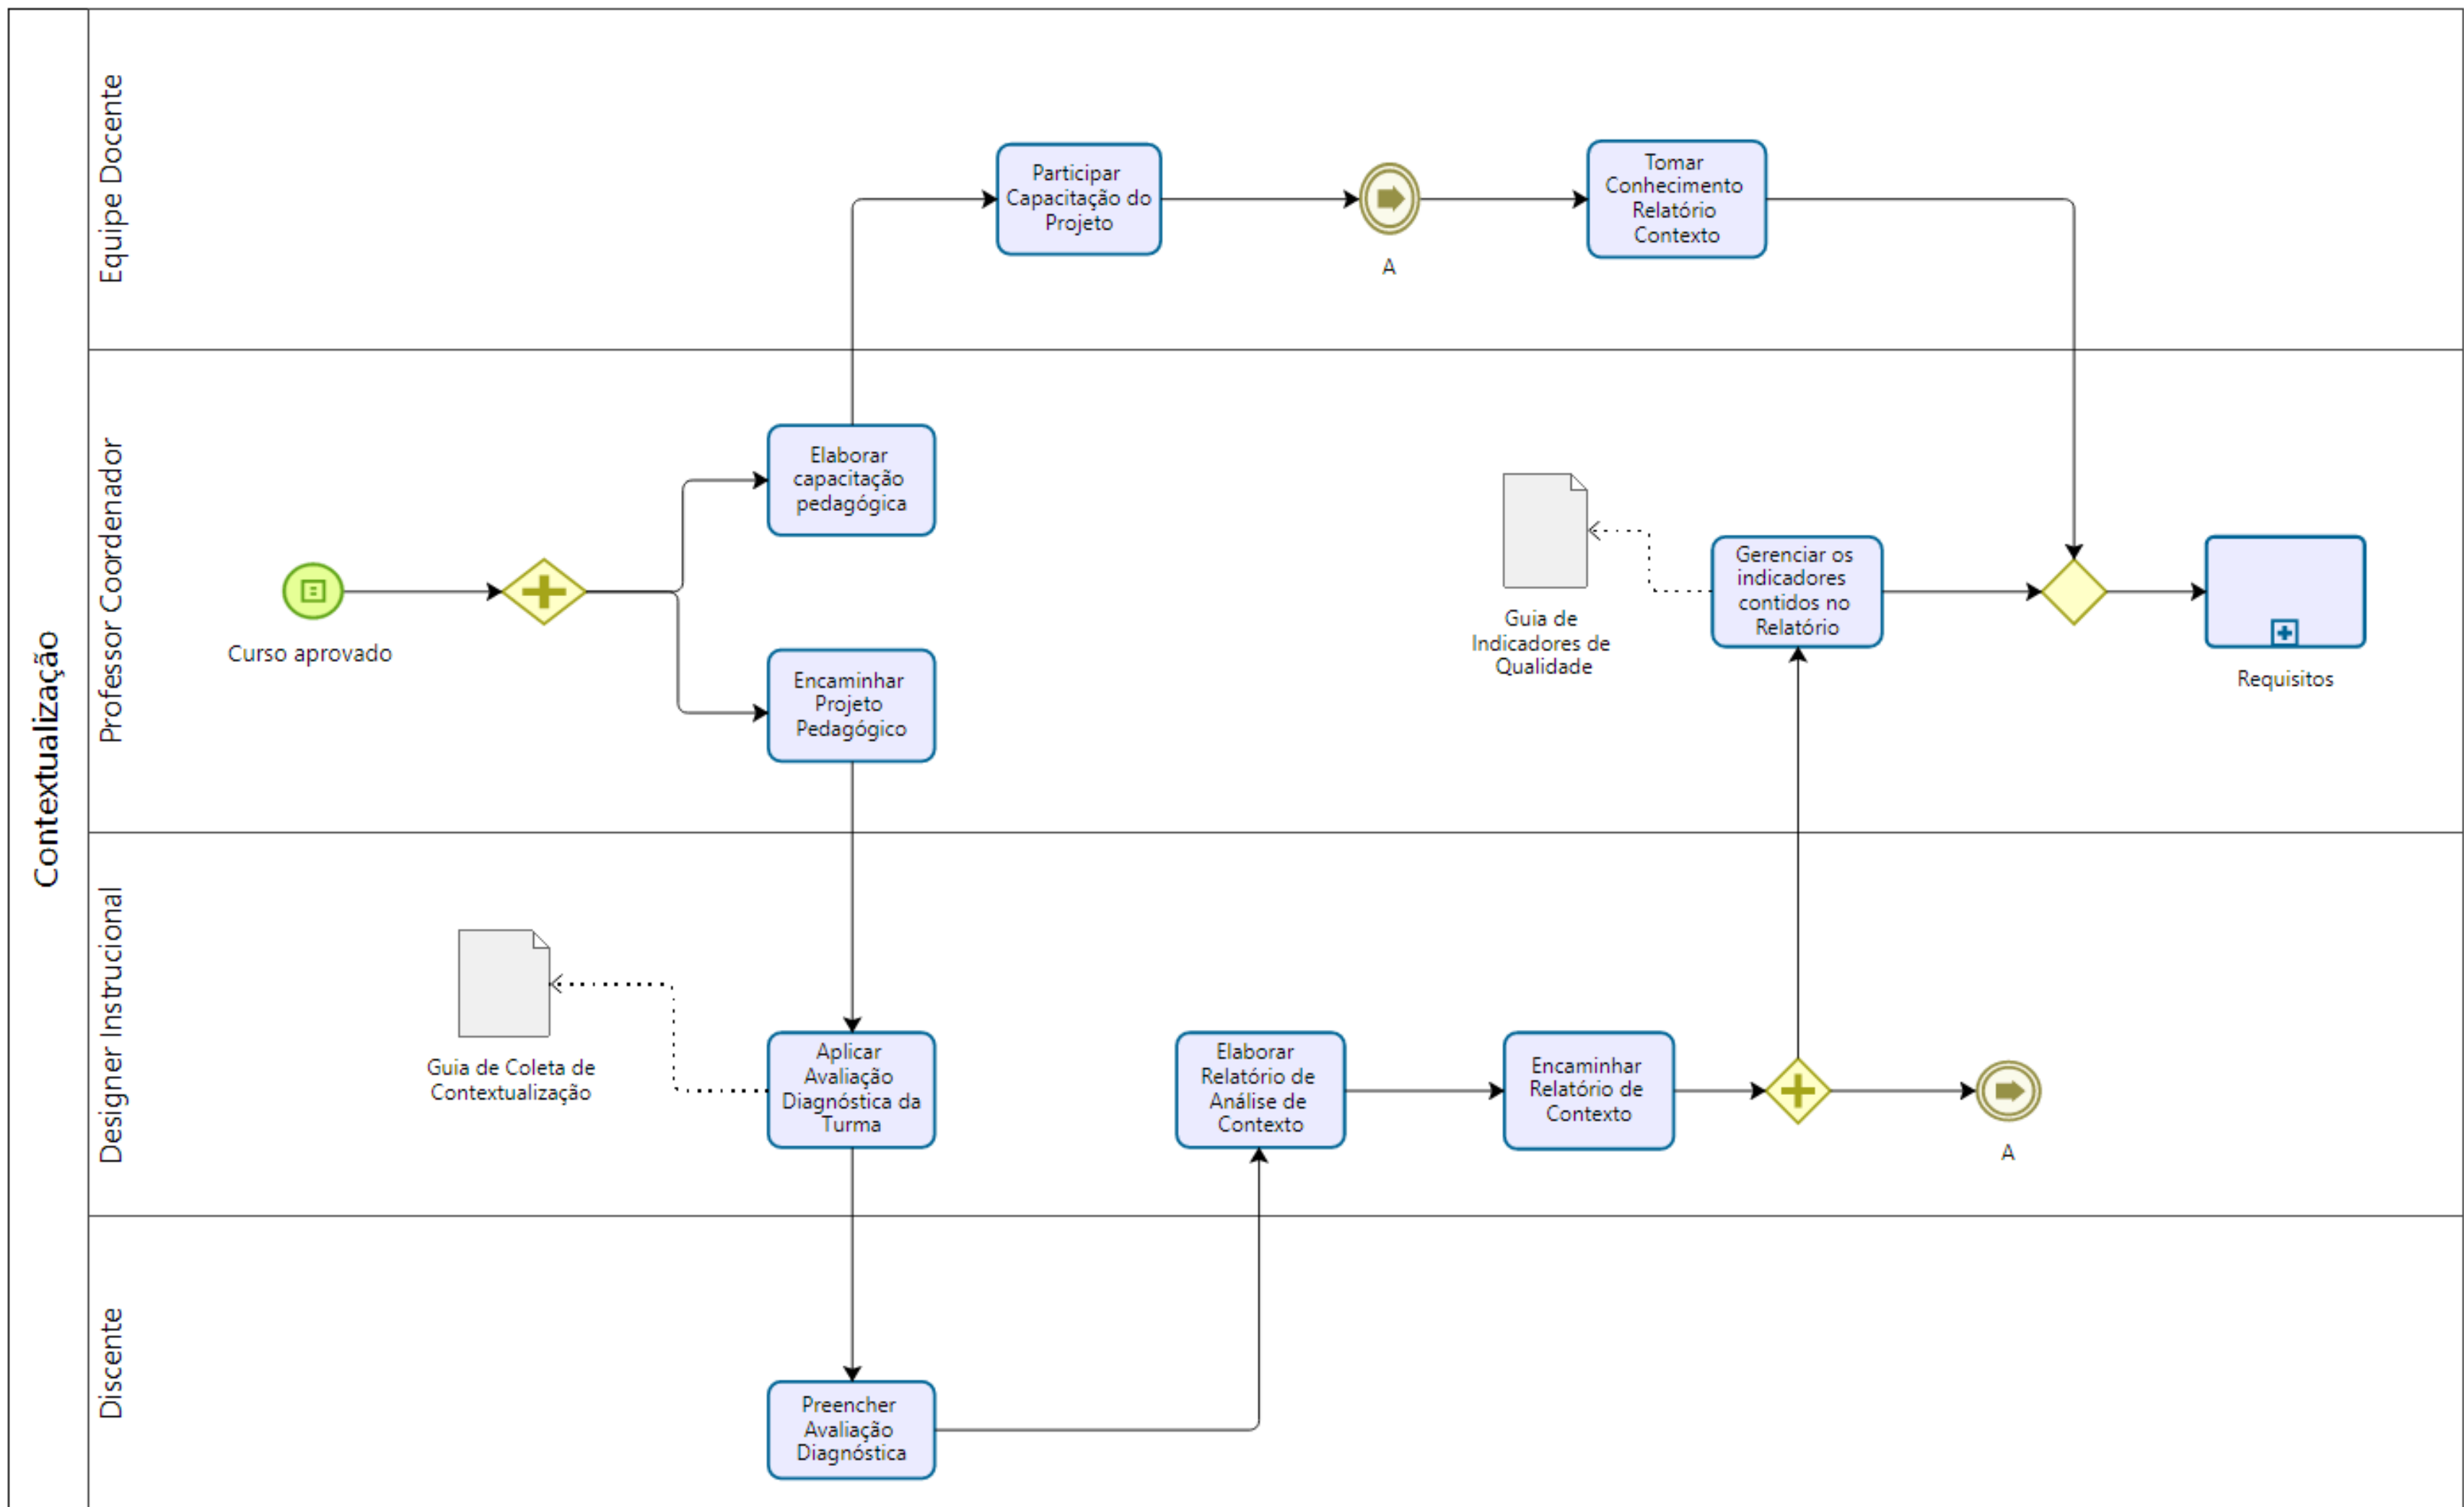 Contextualização
Equipe Docente
Participar
Capacitação do
Projeto
A
Tomar
Conhecimento
Relatório
Contexto
Professor Coordenador
Curso aprovado
Elaborar
capacitação
pedagógica
Encaminhar
Projeto
Pedagógico
Guia de
Indicadores de
Qualidade
Gerenciar os
indicadores
contidos no
Relatório
Requisitos
Designer Instrucional
Guia de Coleta de
Contextualização
Aplicar
Avaliação
Diagnóstica da
Turma
Elaborar
Relatório de
Análise de
Contexto
Encaminhar
Relatório de
Contexto
A
Discente
Preencher
Avaliação
Diagnóstica